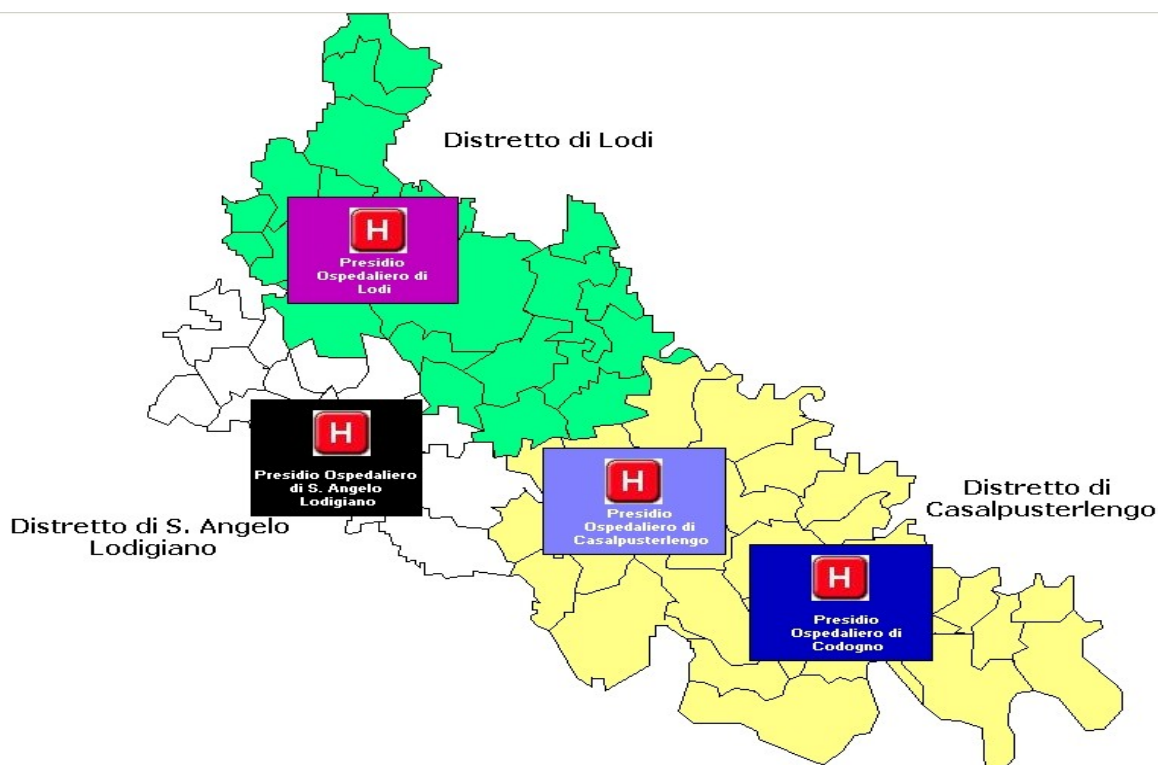 Distretto di Lodi
H
Presidio
Ospedaliero di
Lodi
H
Presidio Ospedaliero
di S. Angelo
Lodigiano
Distretto di S. Angelo
Lodigiano
H
Presidio
Ospedaliero di
Casalpusterlengo
Distretto di
Casalpusterlengo
H
Presidio
Ospedaliero di
Codogno